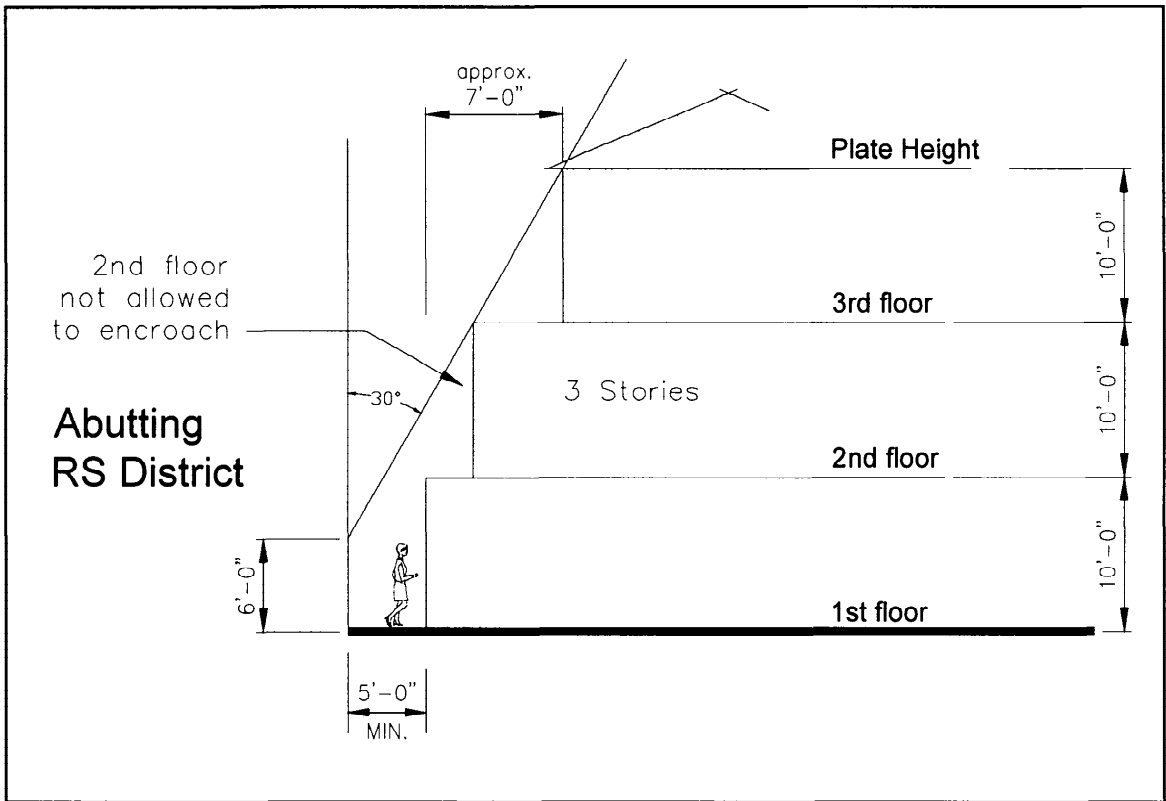 approx.
7'-0"
Plate Height
10'-0"
2nd floor
not allowed
to encroach
3rd floor
30°
3 Stories
10'-0"
Abutting
RS District
2nd floor
10'-0"
6'-0"
1st floor
5'-0"
MIN.